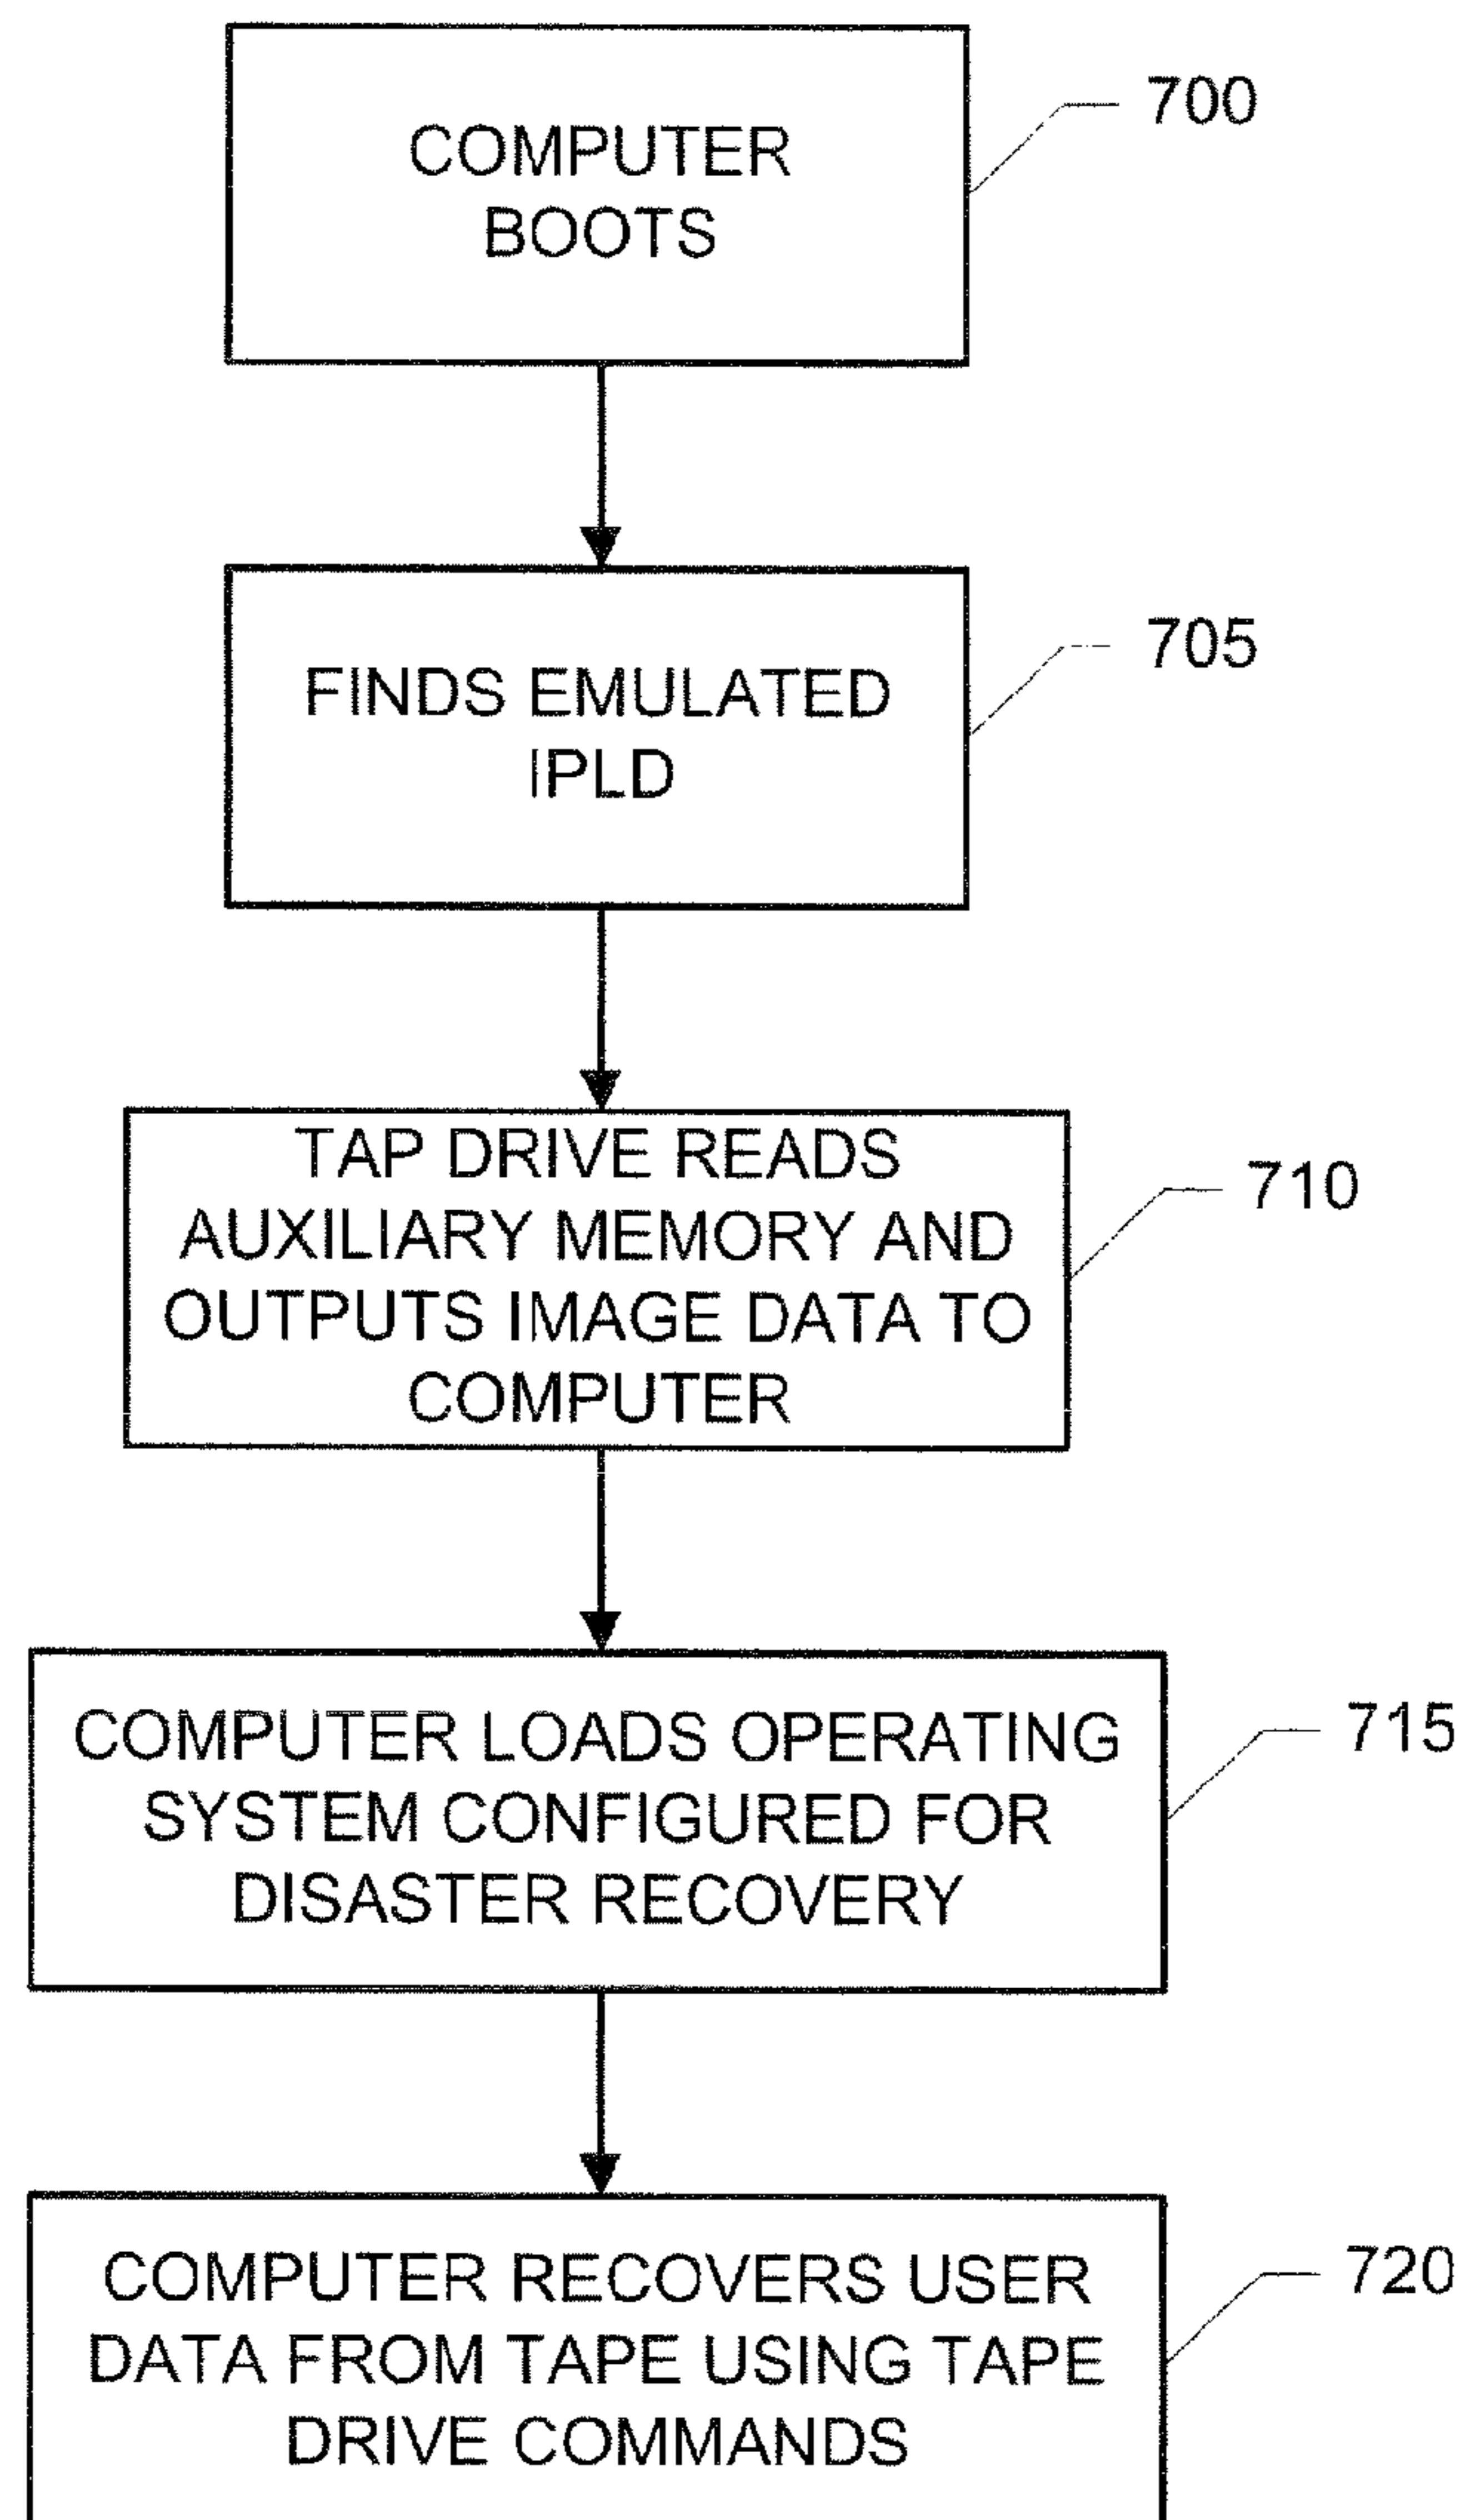 COMPUTER
BOOTS
700
FINDS EMULATED
IPLD
705
TAP DRIVE READS
AUXILIARY MEMORY AND
OUTPUTS IMAGE DATA TO
COMPUTER
710
COMPUTER LOADS OPERATING
SYSTEM CONFIGURED FOR
DISASTER RECOVERY
715
COMPUTER RECOVERS USER
DATA FROM TAPE USING TAPE
DRIVE COMMANDS
720